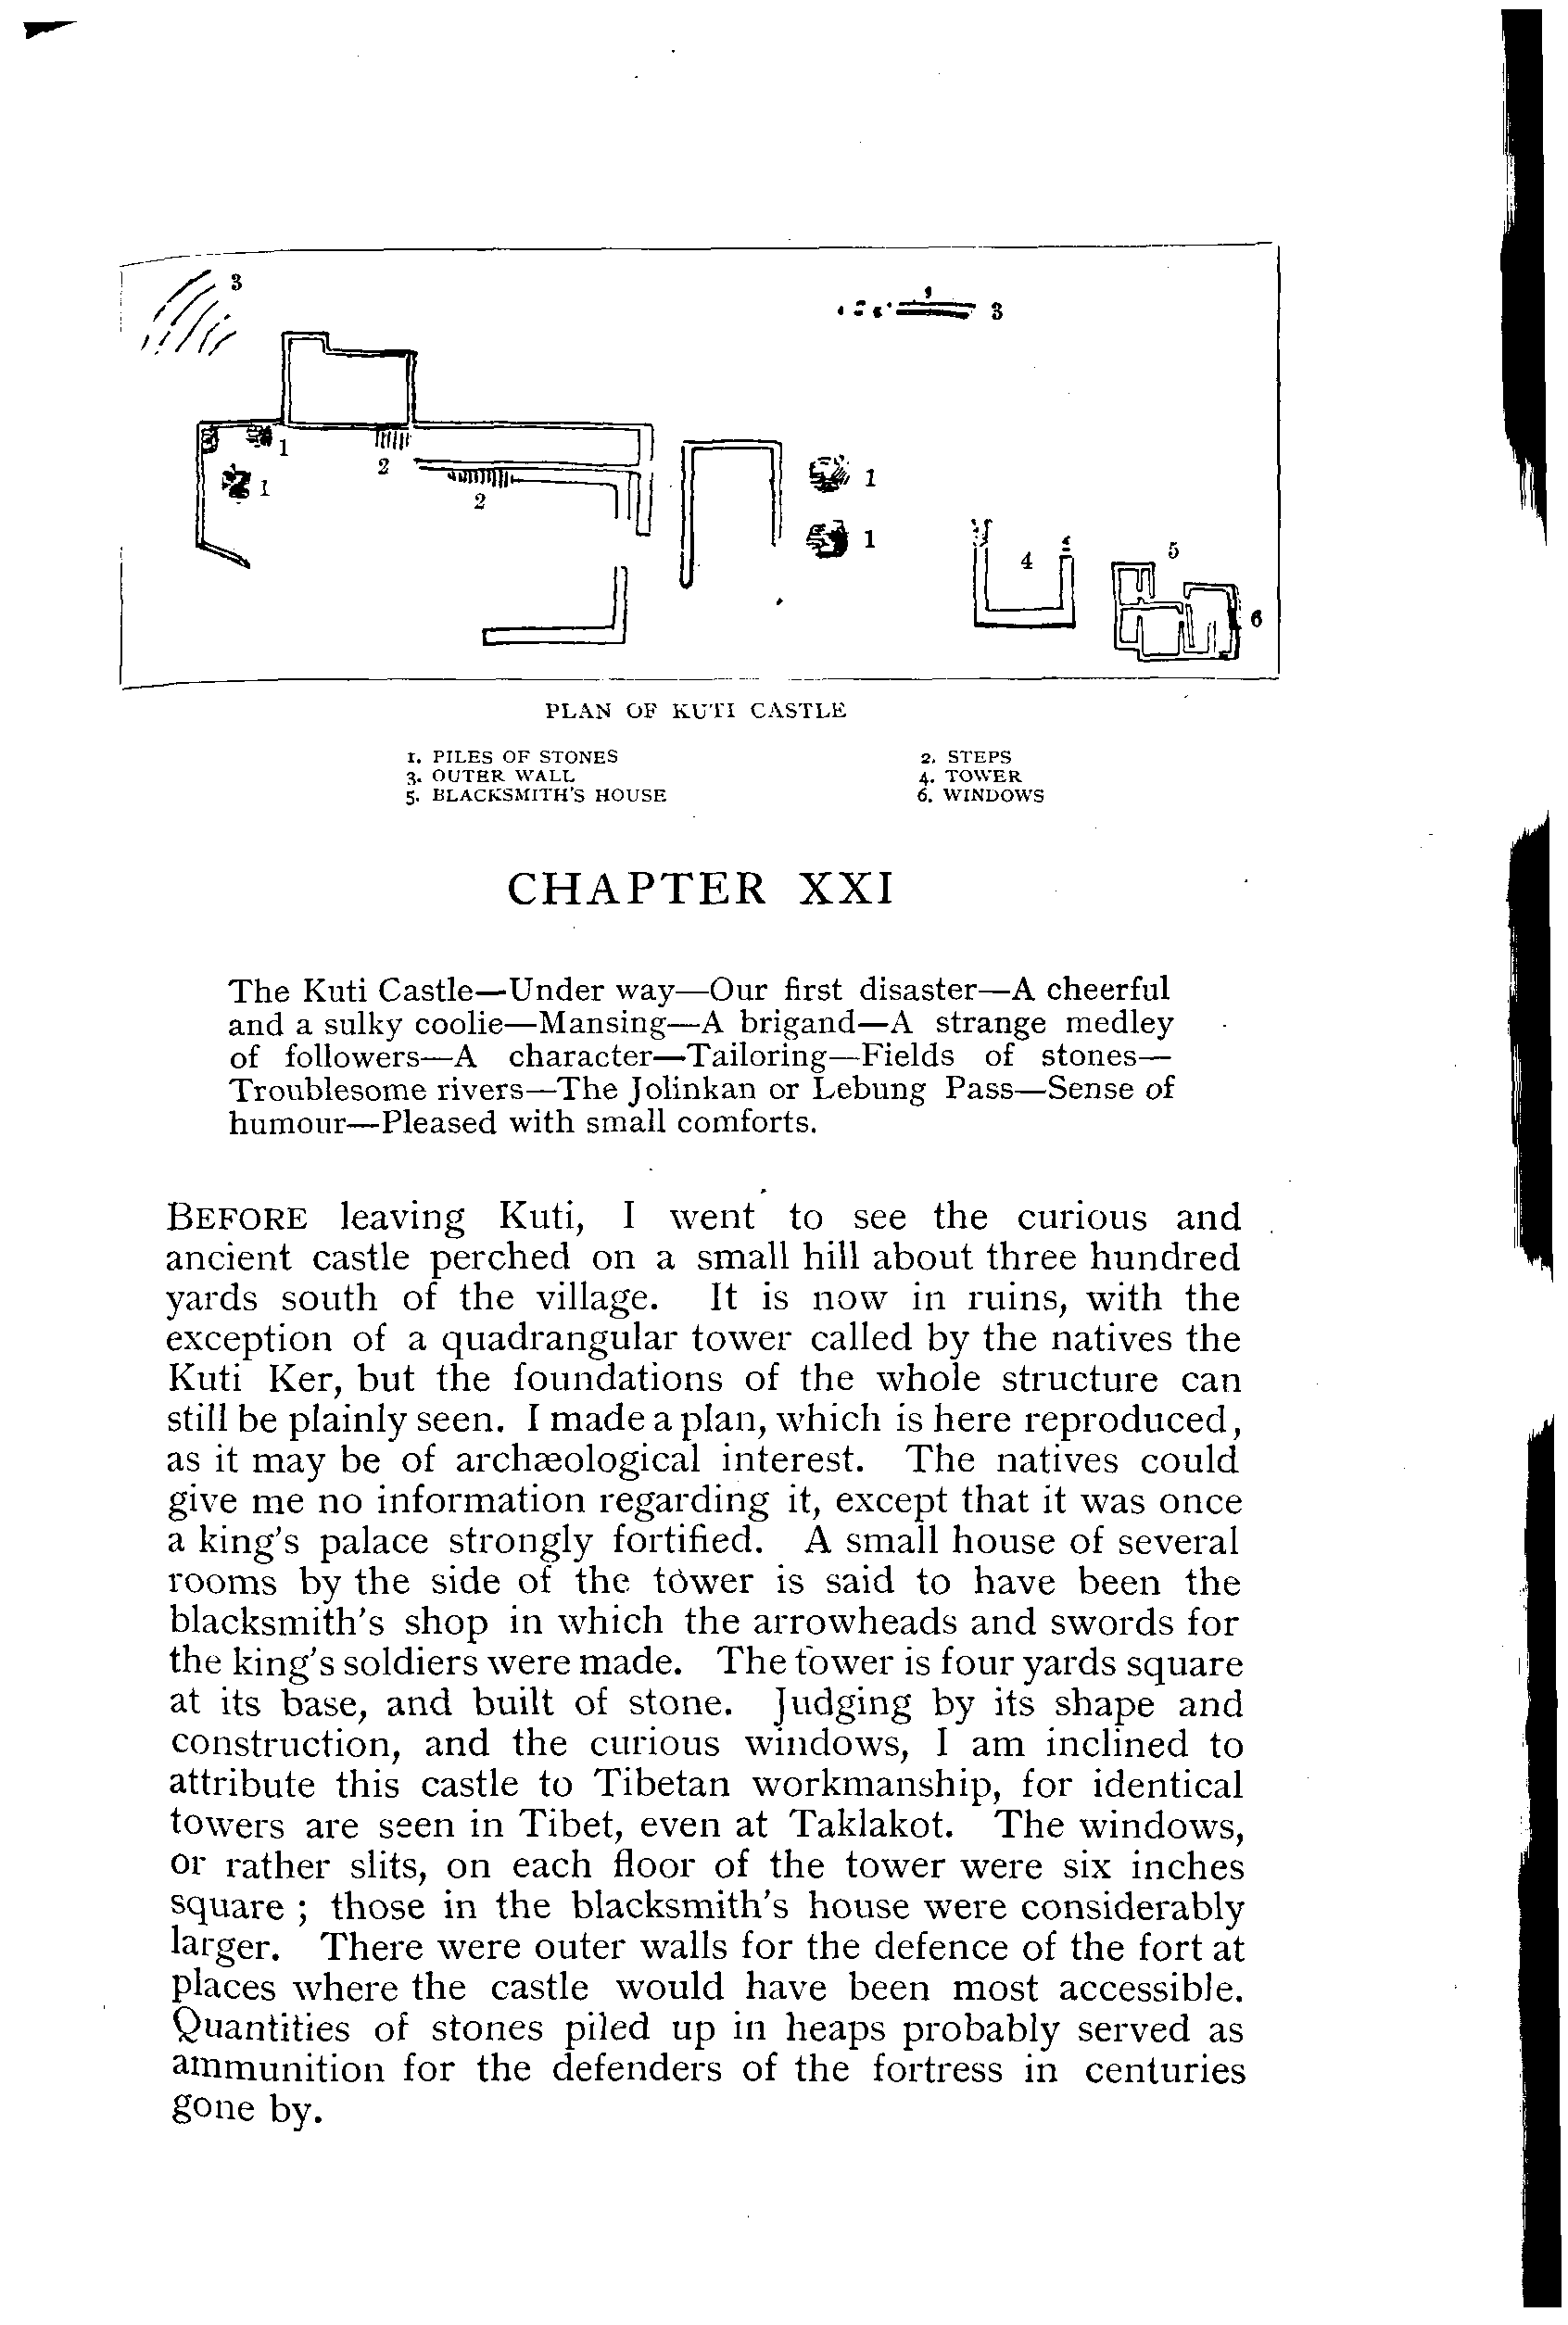 3
3
1
2
1
2
1
1
4
5
6
PLAN OF KUTI CASTLE
1. PILES OF STONES 2. STEPS
3. OUTER WALL 4. TOWER
5. BLACKSMITH'S HOUSE 6. WINDOWS
CHAPTER XXI
The Kuti Castle—Under way—Our first disaster—A cheerful
and a sulky coolie—Mansing—A brigand—A strange medley
of followers—A character—Tailoring—Fields of stones—
Troublesome rivers—The Jolinkan or Lebung Pass—Sense of
humour—Pleased with small comforts.
BEFORE leaving Kuti, I went to see the curious and
ancient castle perched on a small hill about three hundred
yards south of the village. It is now in ruins, with the
exception of a quadrangular tower called by the natives the
Kuti Ker, but the foundations of the whole structure can
still be plainly seen. I made a plan, which is here reproduced,
as it may be of archæological interest. The natives could
give me no information regarding it, except that it was once
a king's palace strongly fortified. A small house of several
rooms by the side of the tower is said to have been the
blacksmith's shop in which the arrowheads and swords for
the king's soldiers were made. The tower is four yards square
at its base, and built of stone. Judging by its shape and
construction, and the curious windows, I am inclined to
attribute this castle to Tibetan workmanship, for identical
towers are seen in Tibet, even at Taklakot. The windows,
or rather slits, on each floor of the tower were six inches
square ; those in the blacksmith's house were considerably
larger. There were outer walls for the defence of the fort at
places where the castle would have been most accessible.
Quantities of stones piled up in heaps probably served as
ammunition for the defenders of the fortress in centuries
gone by.